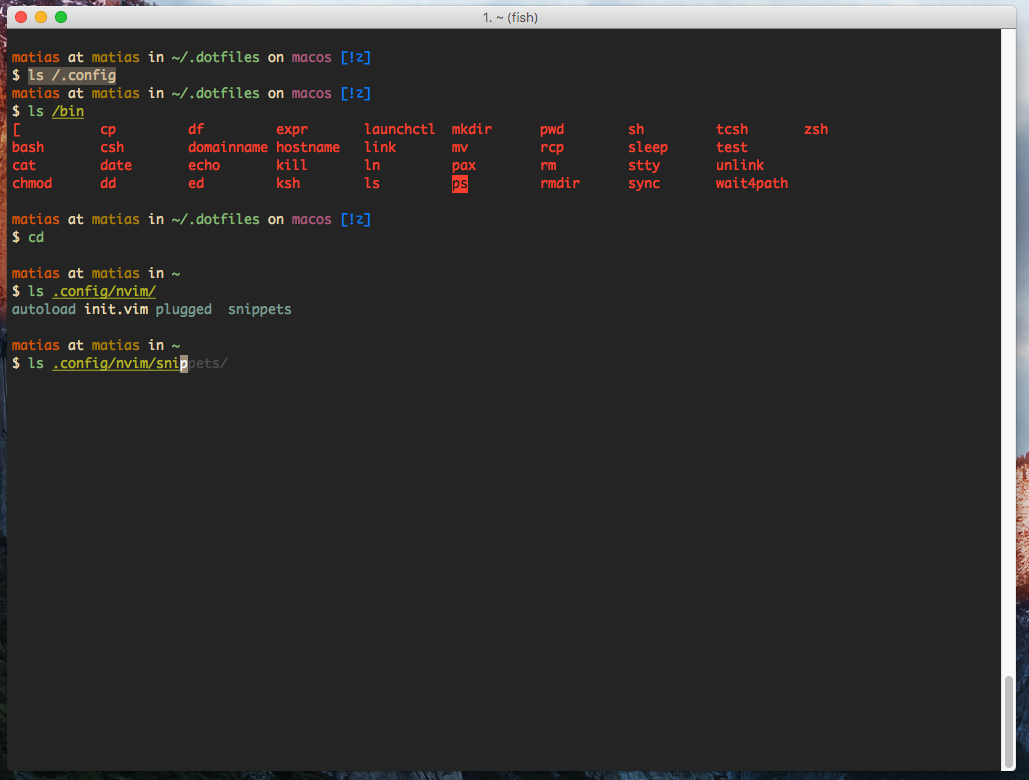 1. ~ (fish)
matias at matias in ~/.dotfiles on macos [!z]
$ ls /.config
matias at matias in ~/.dotfiles on macos [!z]
$ ls /bin
[ cp df expr launchctl mkdir pwd sh tcsh zsh
bash csh domainname hostname link mv rcp sleep test
cat date echo kill ln pax rm stty unlink
chmod dd ed ksh ls ps rmdir sync wait4path
matias at matias in ~/.dotfiles on macos [!z]
$ cd
matias at matias in ~
$ ls .config/nvim/
autoload init.vim plugged snippets
matias at matias in ~
$ ls .config/nvim/snippets/